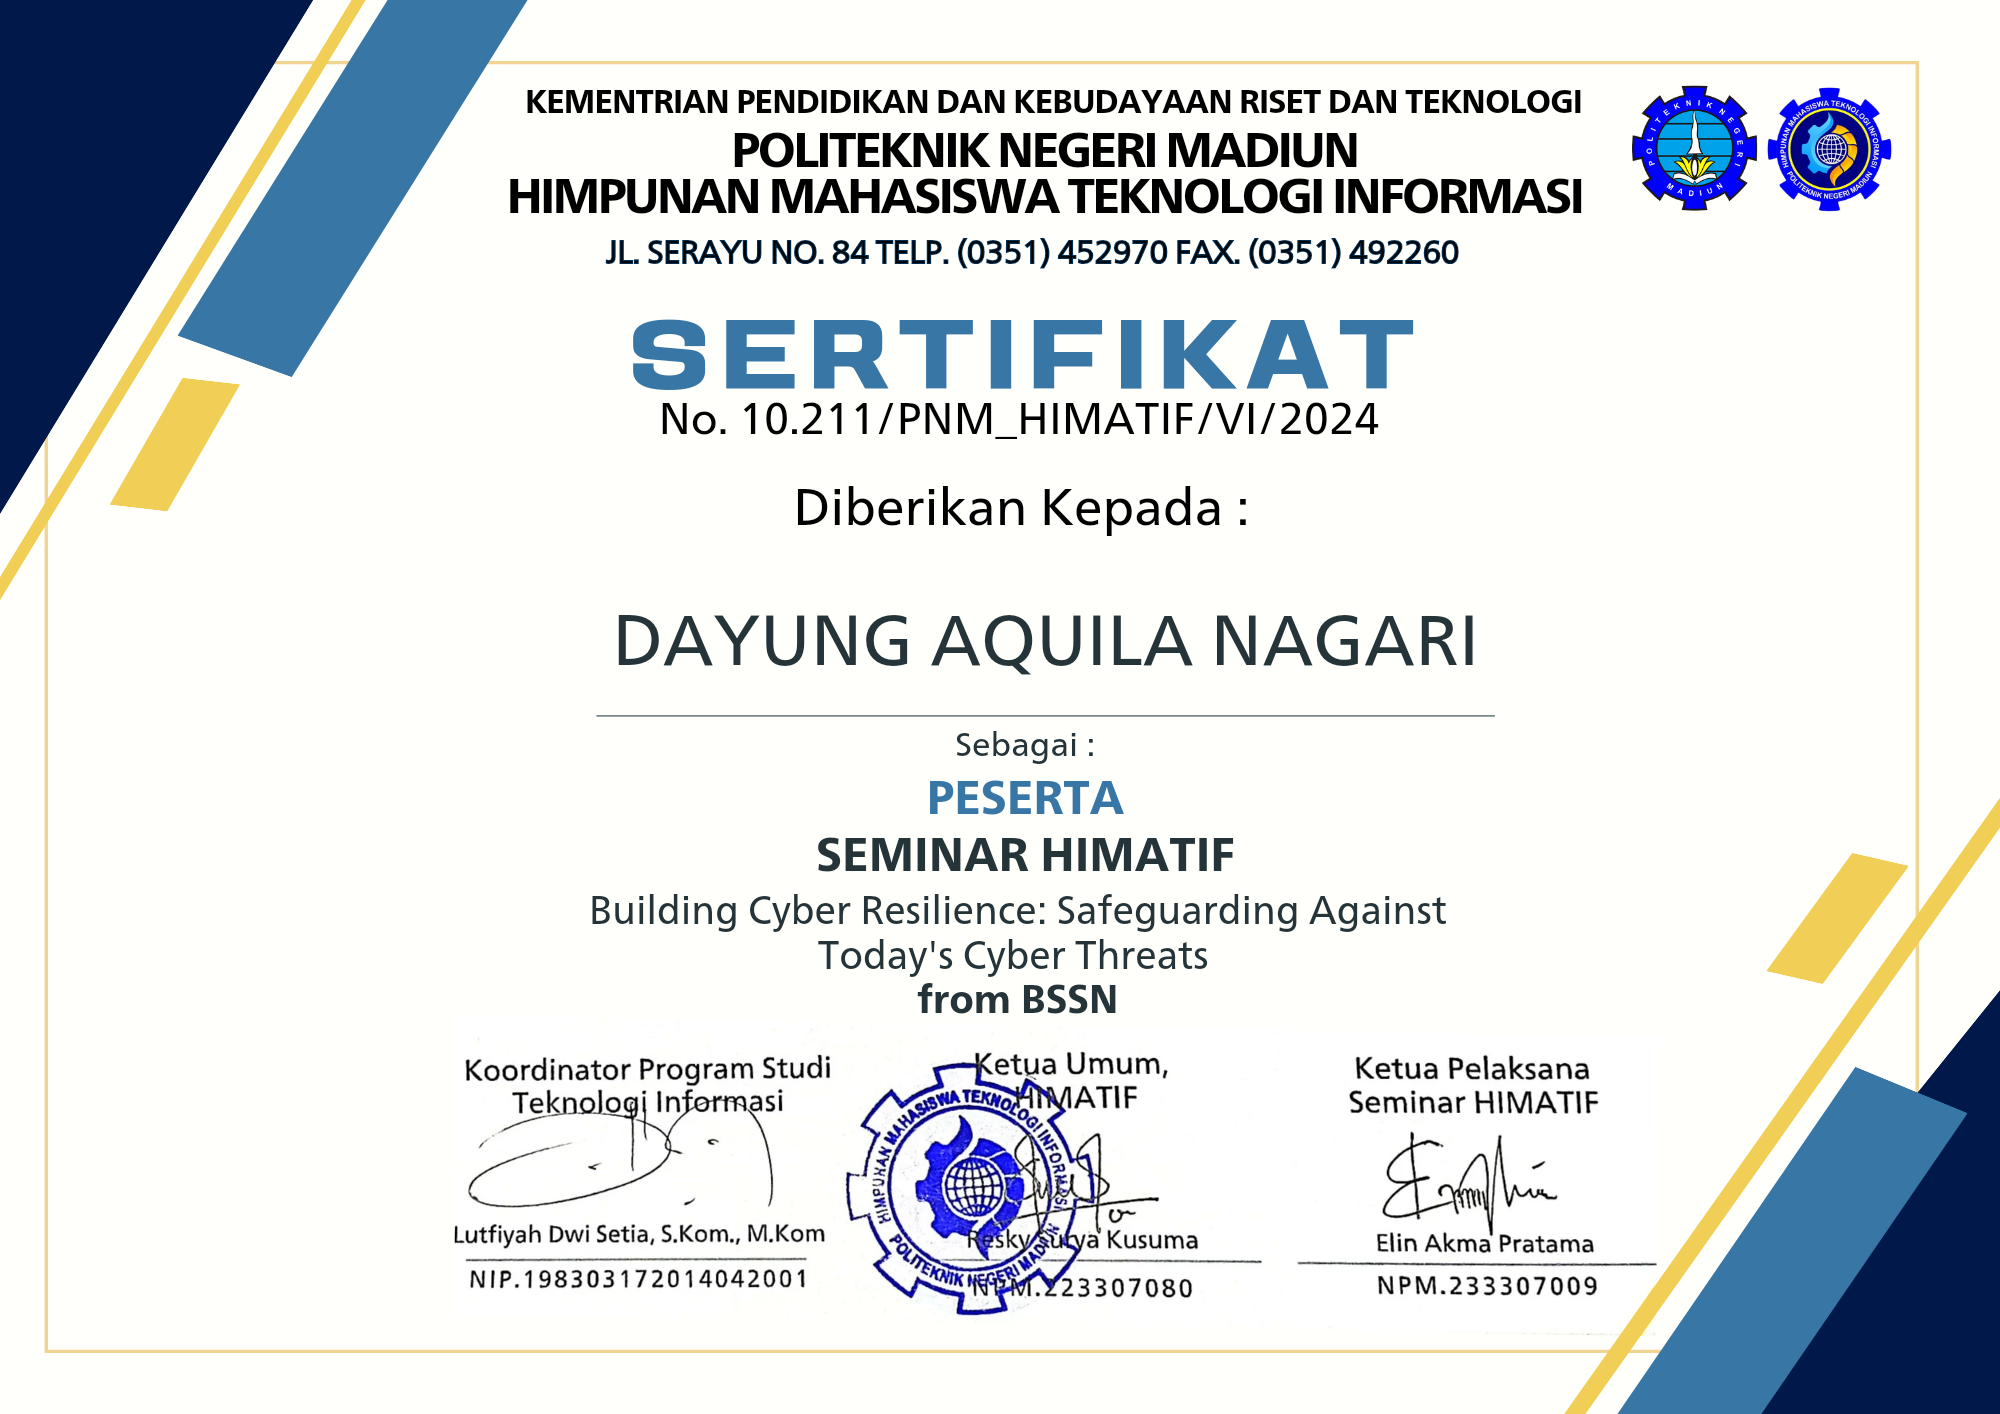 KEMENTRIAN PENDIDIKAN DAN KEBUDAYAAN RISET DAN TEKNOLOGI
POLITEKNIK NEGERI MADIUN
HIMPUNAN MAHASISWA TEKNOLOGI INFORMASI
JL. SERAYU NO. 84 TELP. (0351) 452970 FAX. (0351) 492260
POLITEKNIK NEGERI
MADIUN
HIMPUNAN MAHASISWA TEKNOLOGI INFORMASI
POLITEKNIK NEGERI MADIUN
SERTIFIKAT
No. 10.211/PNM_HIMATIF/VI/2024
Diberikan Kepada :
DAYUNG AQUILA NAGARI
Sebagai :
PESERTA
SEMINAR HIMATIF
Building Cyber Resilience: Safeguarding Against
Today's Cyber Threats
from BSSN
Koordinator Program Studi
Teknologi Informasi
Lutfiyah Dwi Setia, S.Kom., M.Kom
NIP.198303172014042001
Ketua Umum,
HIMATIF
HIMPUNAN MAHASISWA TEKNOLOGI INFORMASI
POLITEKNIK NEGERI MADIUN
Resky Surya Kusuma
NPM.223307080
Ketua Pelaksana
Seminar HIMATIF
Elin Akma Pratama
NPM.233307009